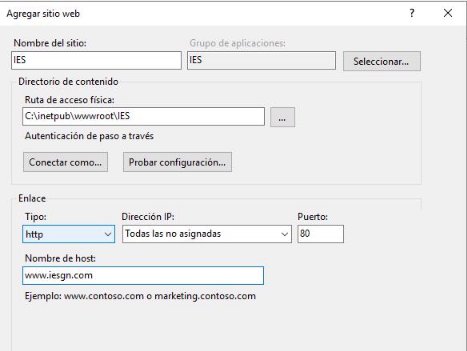 Agregar sitio web ? X
Nombre del sitio: Grupo de aplicaciones:
IES IES Seleccionar...
Directorio de contenido
Ruta de acceso física:
C:\inetpub\wwwroot\IES ...
Autenticación de paso a través
Conectar como... Probar configuración...
Enlace
Tipo: Dirección IP: Puerto:
http Todas las no asignadas 80
Nombre de host:
www.iesgn.com
Ejemplo: www.contoso.com o marketing.contoso.com